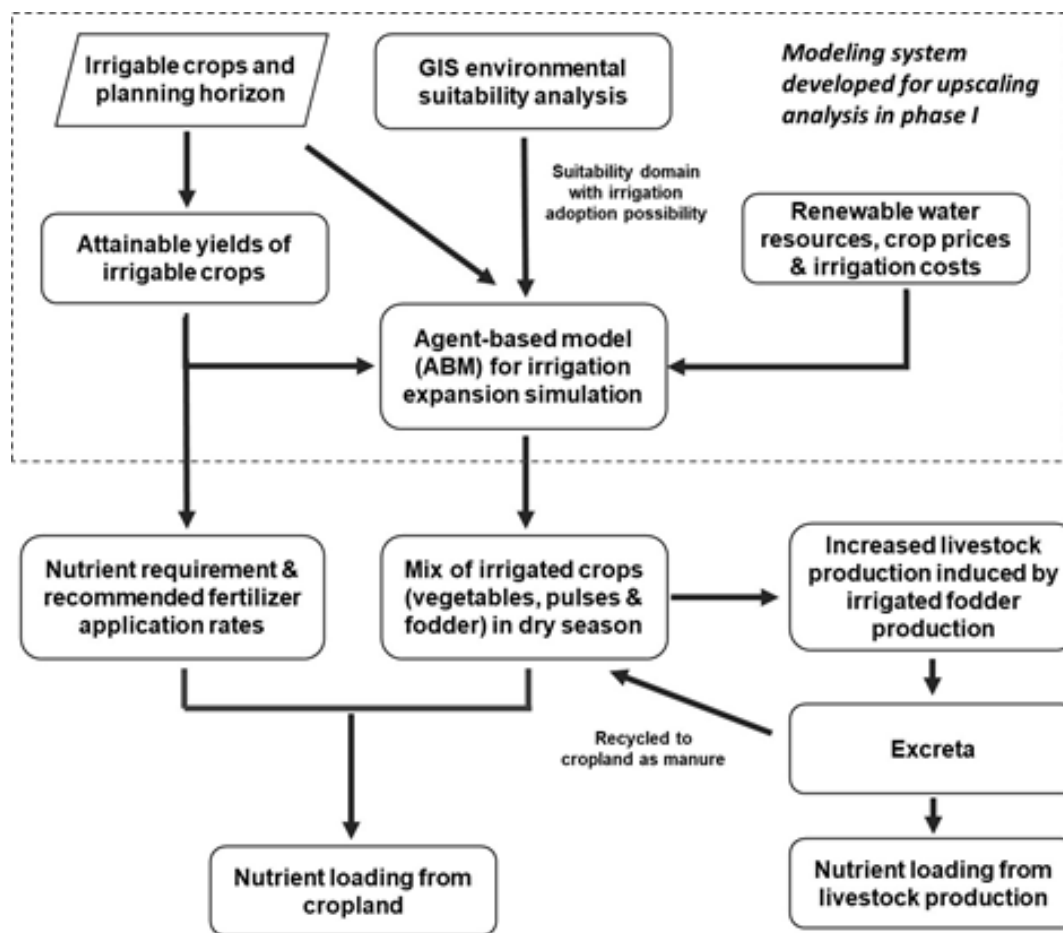 Irrigable crops and
planning horizon
GIS environmental
suitability analysis
Modeling system
developed for upscaling
analysis in phase I
Suitability domain
with irrigation
adoption possibility
Attainable yields of
irrigable crops
Renewable water
resources, crop prices
& irrigation costs
Agent-based model
(ABM) for irrigation
expansion simulation
Nutrient requirement &
recommended fertilizer
application rates
Mix of irrigated crops
(vegetables, pulses &
fodder) in dry season
Increased livestock
production induced by
irrigated fodder
production
Recycled to
cropland as manure
Excreta
Nutrient loading from
cropland
Nutrient loading from
livestock production